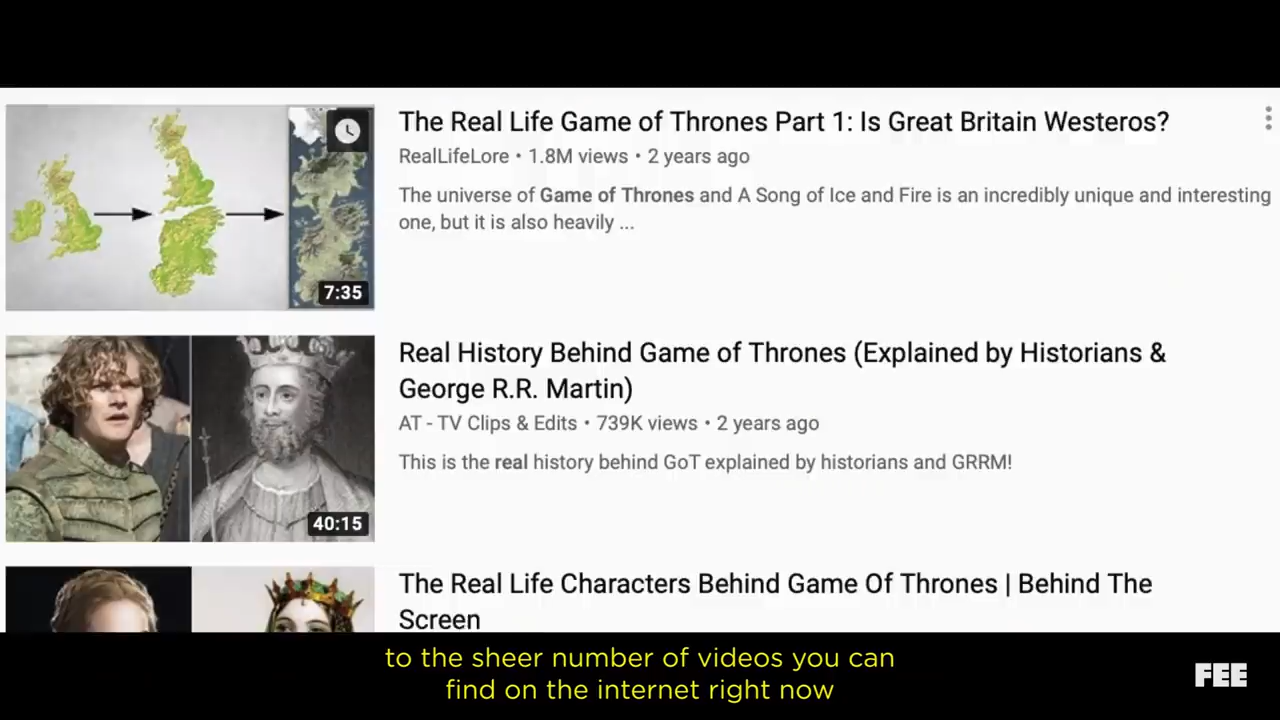 The Real Life Game of Thrones Part 1: Is Great Britain Westeros?
RealLifeLore • 1.8M views • 2 years ago
The universe of Game of Thrones and A Song of Ice and Fire is an incredibly unique and interesting
one, but it is also heavily ...
7:35
Real History Behind Game of Thrones (Explained by Historians &
George R.R. Martin)
AT - TV Clips & Edits • 739K views • 2 years ago
This is the real history behind GoT explained by historians and GRRM!
40:15
The Real Life Characters Behind Game Of Thrones | Behind The
Screen
to the sheer number of videos you can
find on the internet right now
FEE